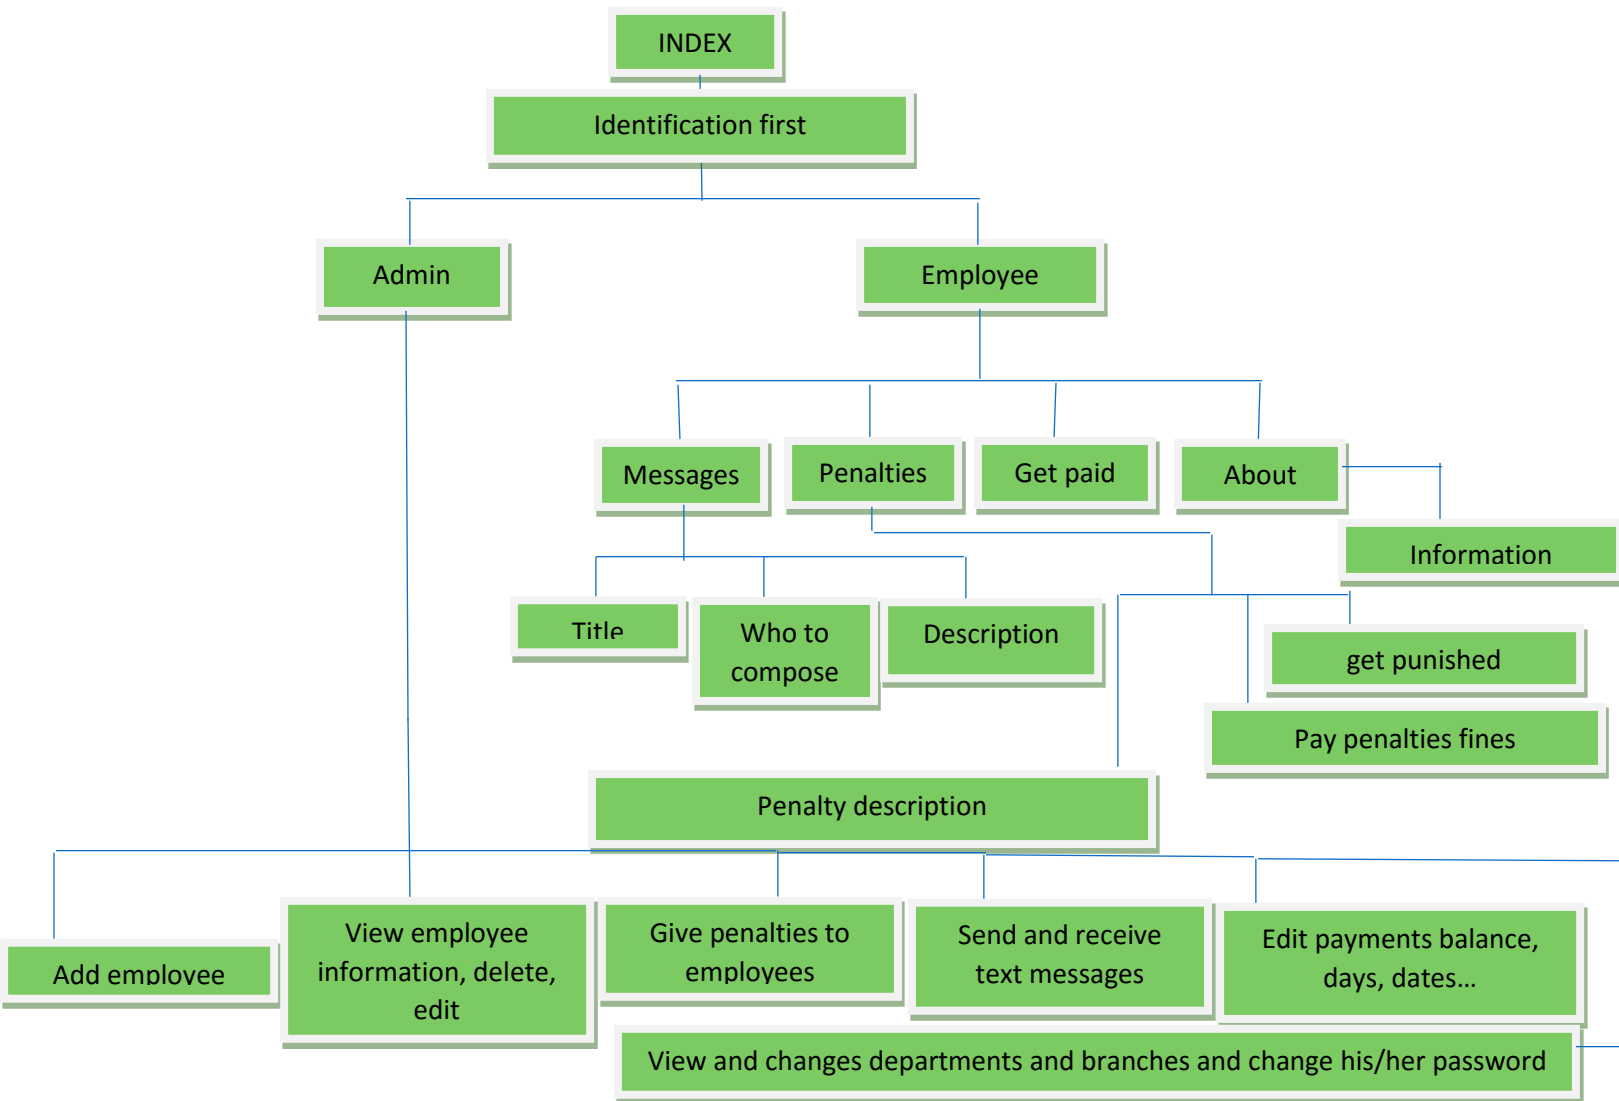 INDEX
Identification first
Admin
Employee
Messages
Penalties
Get paid
About
Information
Title
Who to
compose
Description
get punished
Pay penalties fines
Penalty description
Add employee
View employee
information, delete,
edit
Give penalties to
employees
Send and receive
text messages
Edit payments balance,
days, dates…
View and changes departments and branches and change his/her password